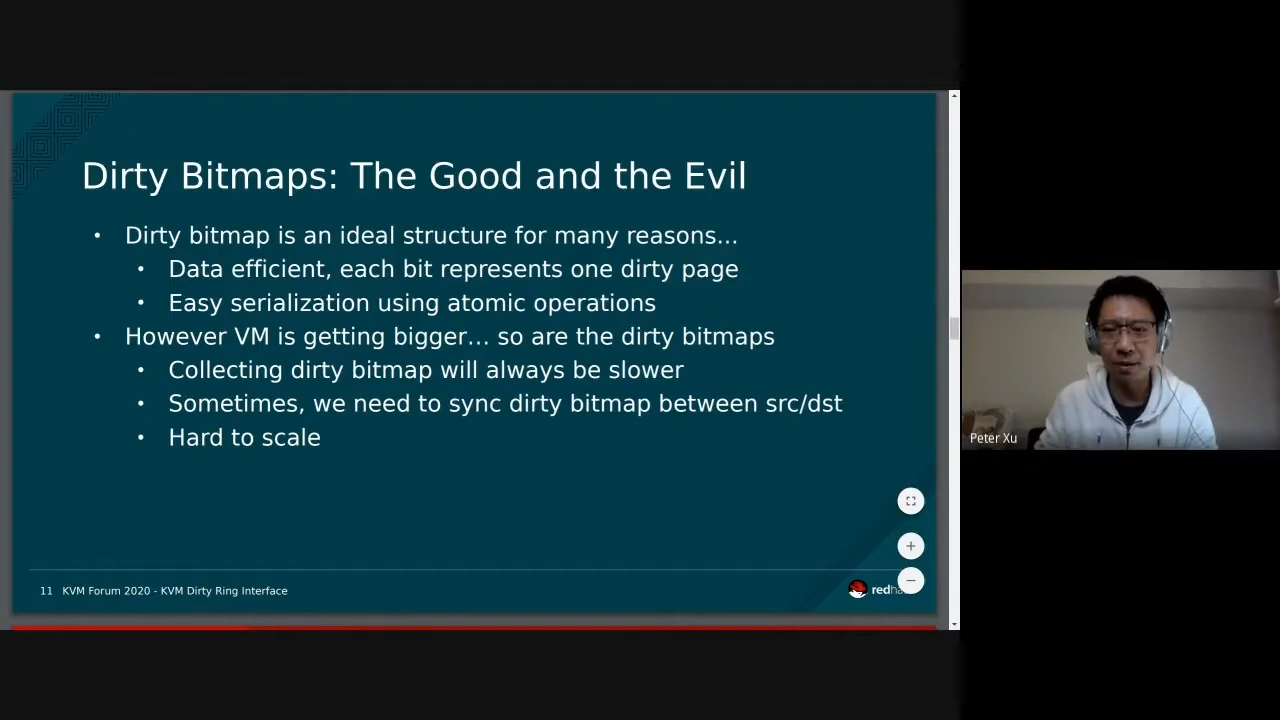 Dirty Bitmaps: The Good and the Evil
• Dirty bitmap is an ideal structure for many reasons...
• Data efficient, each bit represents one dirty page
• Easy serialization using atomic operations
• However VM is getting bigger... so are the dirty bitmaps
• Collecting dirty bitmap will always be slower
• Sometimes, we need to sync dirty bitmap between src/dst
• Hard to scale
11 KVM Forum 2020 - KVM Dirty Ring Interface
redha
Peter Xu